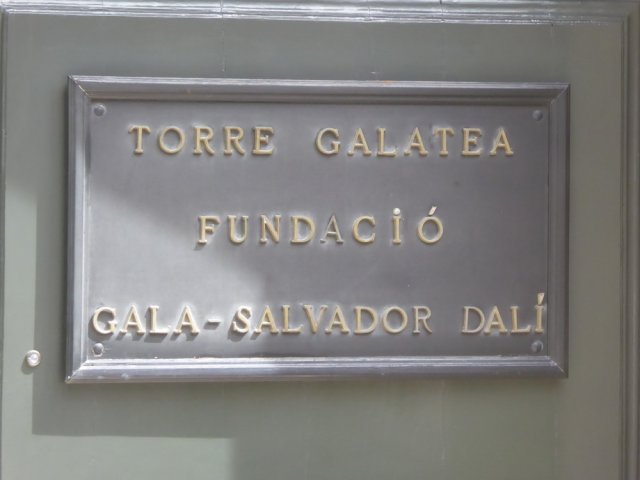 TORRE GALATEA
FUNDACIÓ
GALA-SALVADOR DALÍ